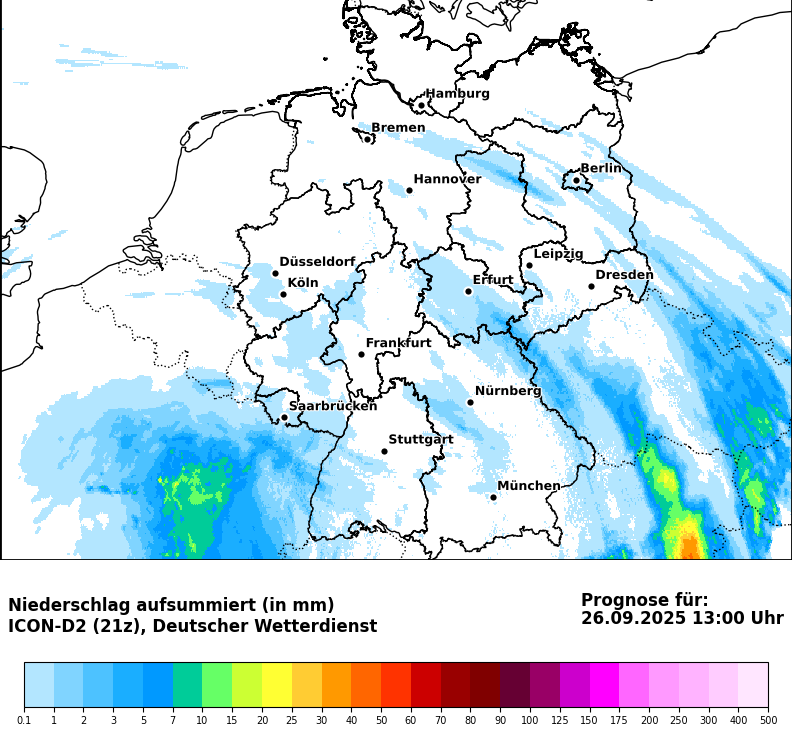 Hamburg
Bremen
Berlin
Hannover
Düsseldorf
Leipzig
Köln
Erfurt
Dresden
Frankfurt
Nürnberg
Saarbrücken
Stuttgart
München
Niederschlag aufsummiert (in mm)
ICON-D2 (21z), Deutscher Wetterdienst
Prognose für:
26.09.2025 13:00 Uhr
0.1 1 2 3 5 7 10 15 20 25 30 40 50 60 70 80 90 100 125 150 175 200 250 300 400 500